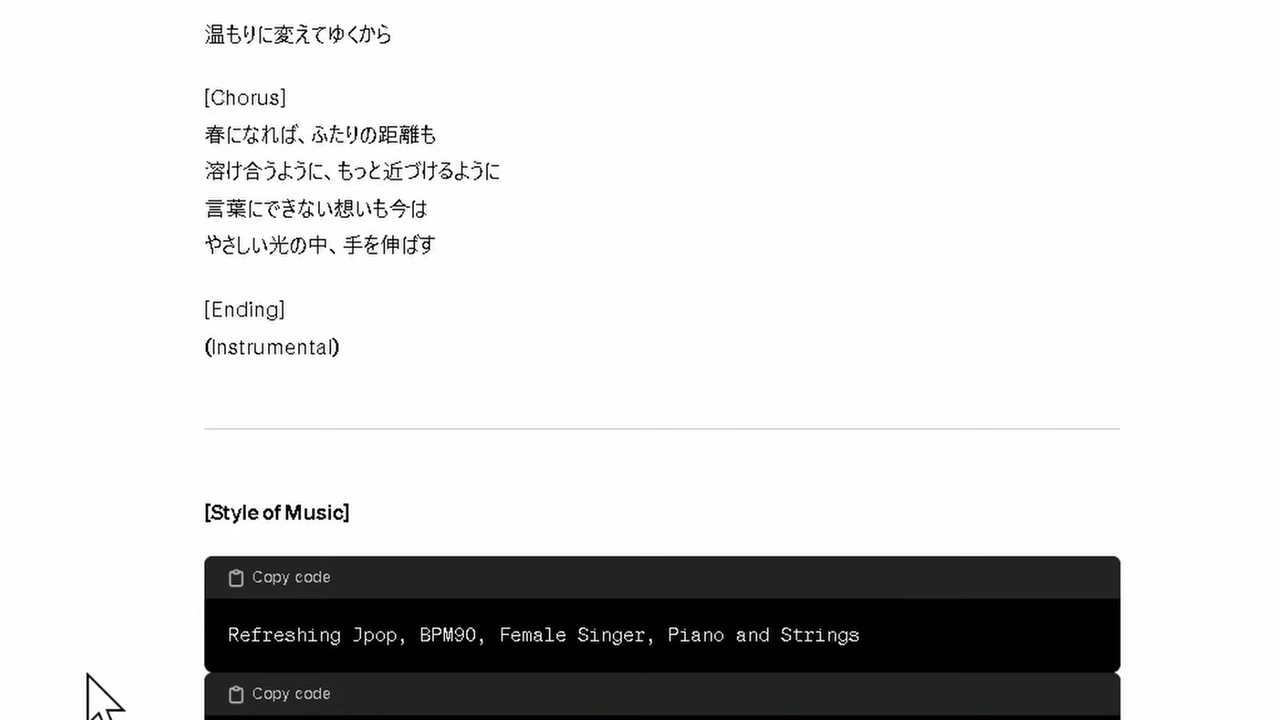 温もりに変えてゆくから
[Chorus]
春になれば、ふたりの距離も
溶け合うように、もっと近づけるように
言葉にできない想いも今は
やさしい光の中、手を伸ばす
[Ending]
(Instrumental)
[Style of Music]
Copy code
Refreshing Jpop, BPM90, Female Singer, Piano and Strings
Copy code